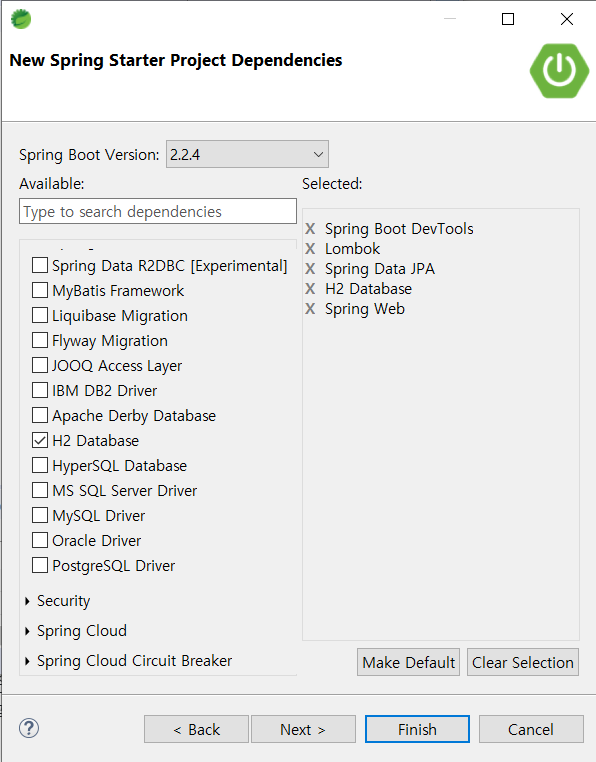 New Spring Starter Project Dependencies
Spring Boot Version: 2.2.4
Available:
Type to search dependencies
Spring Data R2DBC [Experimental]
MyBatis Framework
Liquibase Migration
Flyway Migration
JOOQ Access Layer
IBM DB2 Driver
Apache Derby Database
H2 Database
HyperSQL Database
MS SQL Server Driver
MySQL Driver
Oracle Driver
PostgreSQL Driver
Security
Spring Cloud
Spring Cloud Circuit Breaker
Selected:
X Spring Boot DevTools
X Lombok
X Spring Data JPA
X H2 Database
X Spring Web
Make Default Clear Selection
? < Back Next > Finish Cancel